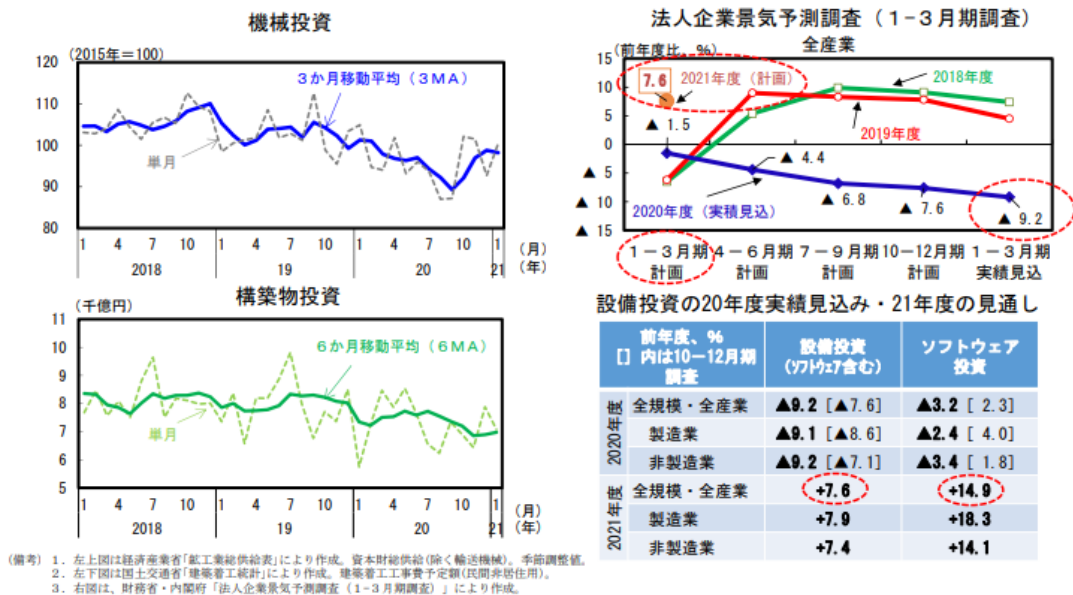 機械投資
(2015年＝100)
120
110
100
90
80
3か月移動平均（3MA）
単月
1 4 7 10 1 4 7 10 1 4 7 10 1 (月)
2018 19 20 21 (年)
構築物投資
(千億円)
11
10
9
8
7
6
5
6か月移動平均（6MA）
単月
1 4 7 10 1 4 7 10 1 4 7 10 1 (月)
2018 19 20 21 (年)
法人企業景気予測調査（1-3月期調査）
(前年度比、%)
全産業
15
10
5
0
▲ 5
▲ 10
▲ 15
7.6
2021年度（計画）
2018年度
2019年度
2020年度（実績見込）
▲ 1.5
▲ 4.4
▲ 6.8
▲ 7.6
▲ 9.2
1－3月期 4－6月期 7－9月期 10-12月期 1－3月期
計画 計画 計画 計画 実績見込
設備投資の20年度実績見込み・21年度の見通し
前年度、%
[] 内は10－12月期
調査
設備投資
(ソフトウェア含む)
ソフトウェア
投資
2020年度
全規模・全産業 ▲9.2 [▲7.6] ▲3.2 [ 2.3]
製造業 ▲9.1 [▲8.6] ▲2.4 [ 4.0]
非製造業 ▲9.2 [▲7.1] ▲3.4 [ 1.8]
2021年度
全規模・全産業 +7.6 +14.9
製造業 +7.9 +18.3
非製造業 +7.4 +14.1
(備考) 1. 左上図は経済産業省「鉱工業総供給表」により作成。資本財総供給(除く輸送機械)。季節調整値。
2. 左下図は国土交通省「建築着工統計」により作成。建築着工工事費予定額(民間非居住用)。
3. 右図は、財務省・内閣府「法人企業景気予測調査（1-3月期調査）」により作成。